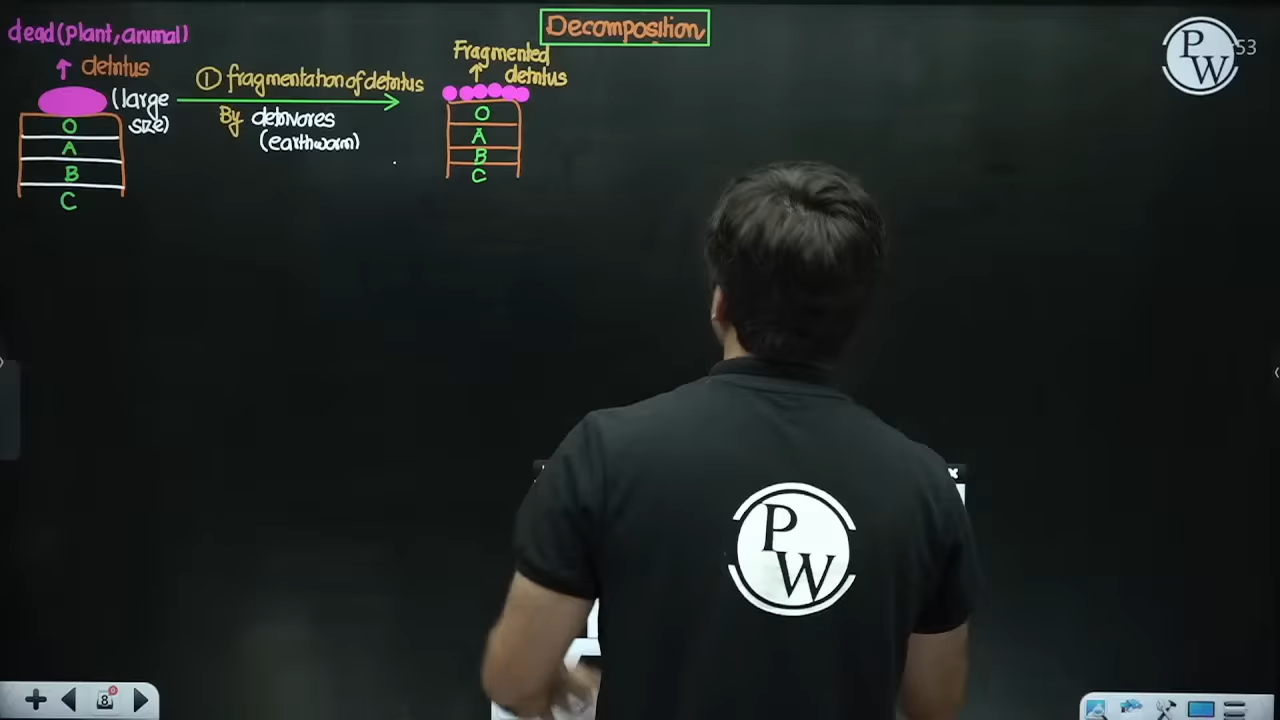 Decomposition
dead(plant, animal)
↑ detritus
(large
size)
O
A
B
C
① fragmentation of detritus
By detrivores
(earthworm)
Fragmented
↑ detritus
O
A
B
C
PW
53
PW
8